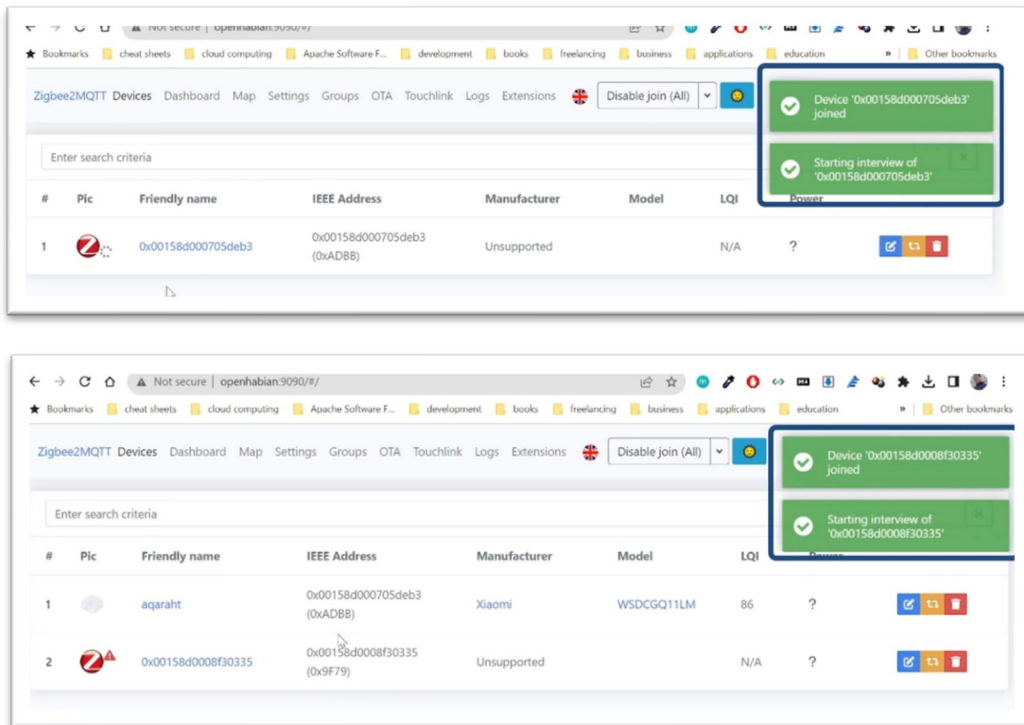 Not secure | openhabian:9090/#/
Bookmarks cheat sheets cloud computing Apache Software F... development books freelancing business applications education » Other bookmarks
Zigbee2MQTT Devices Dashboard Map Settings Groups OTA Touchlink Logs Extensions Disable join (All)
Device '0x00158d000705deb3'
joined
Starting interview of
'0x00158d000705deb3'
Enter search criteria
# Pic Friendly name IEEE Address Manufacturer Model LQI Power
1 0x00158d000705deb3 0x00158d000705deb3 Unsupported N/A ?
(0xADBB)
Not secure | openhabian:9090/#/
Bookmarks cheat sheets cloud computing Apache Software F... development books freelancing business applications education » Other bookmarks
Zigbee2MQTT Devices Dashboard Map Settings Groups OTA Touchlink Logs Extensions Disable join (All)
Device '0x00158d0008f30335'
joined
Starting interview of
'0x00158d0008f30335'
Enter search criteria
# Pic Friendly name IEEE Address Manufacturer Model LQI Power
1 aqaraht 0x00158d000705deb3 Xiaomi WSDCGQ11LM 86 ?
(0xADBB)
2 0x00158d0008f30335 0x00158d0008f30335 Unsupported N/A ?
(0x9F79)